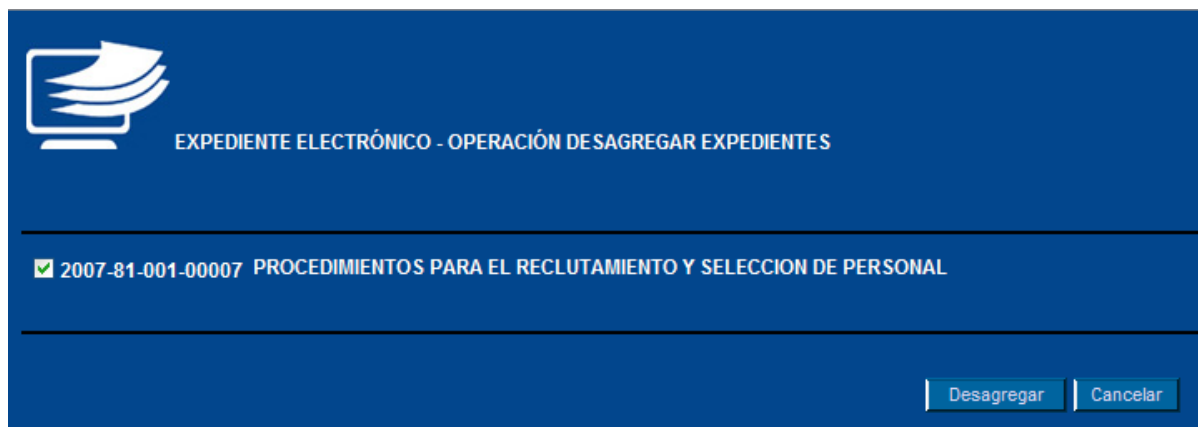 EXPEDIENTE ELECTRÓNICO - OPERACIÓN DESAGREGAR EXPEDIENTES
2007-81-001-00007 PROCEDIMIENTOS PARA EL RECLUTAMIENTO Y SELECCION DE PERSONAL
Desagregar Cancelar